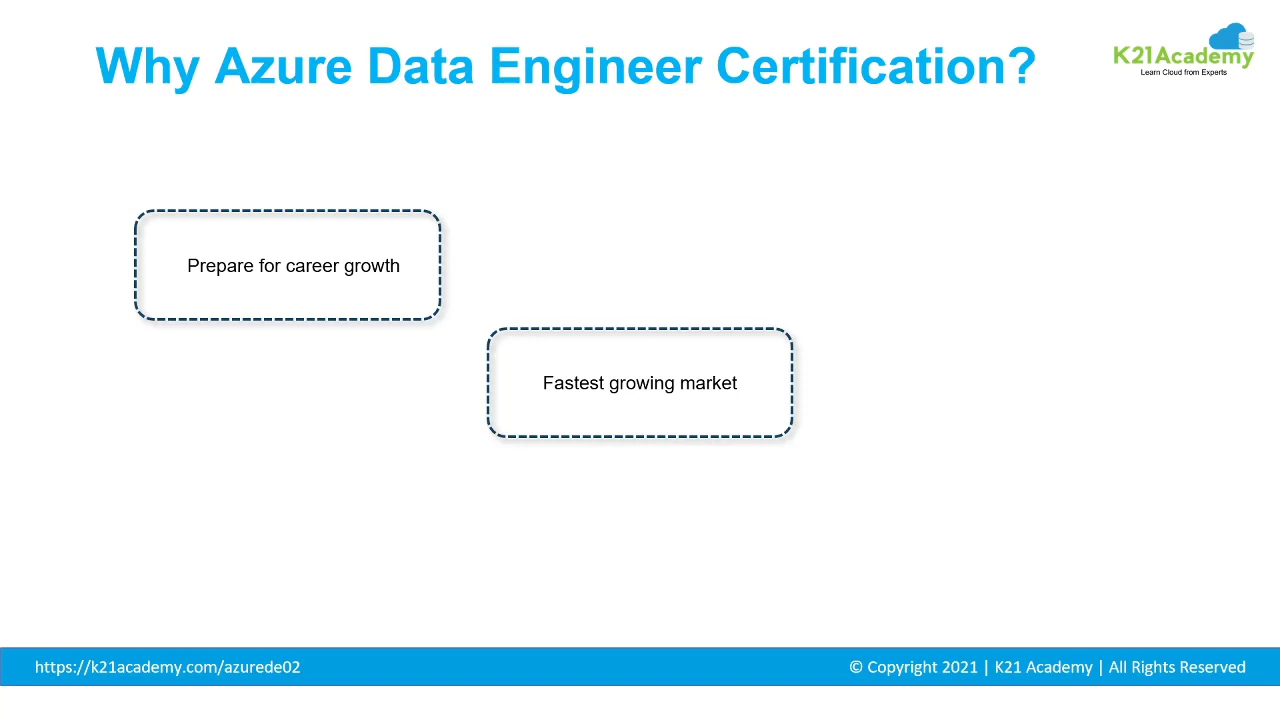 Why Azure Data Engineer Certification?
K21Academy
Learn Cloud from Experts
Prepare for career growth
Fastest growing market
https://k21academy.com/azurede02
© Copyright 2021 | K21 Academy | All Rights Reserved